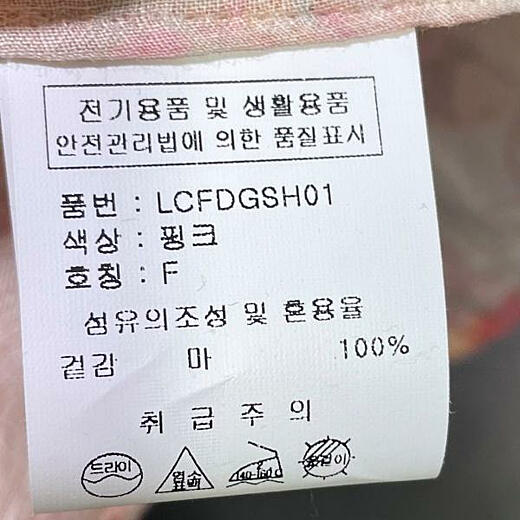 전기용품 및 생활용품
안전관리법에 의한 품질표시
품번 : LCFDGSH01
색상 : 핑크
호칭 : F
섬유의조성 및 혼용율
겉감 마 100%
취급주의
드라이